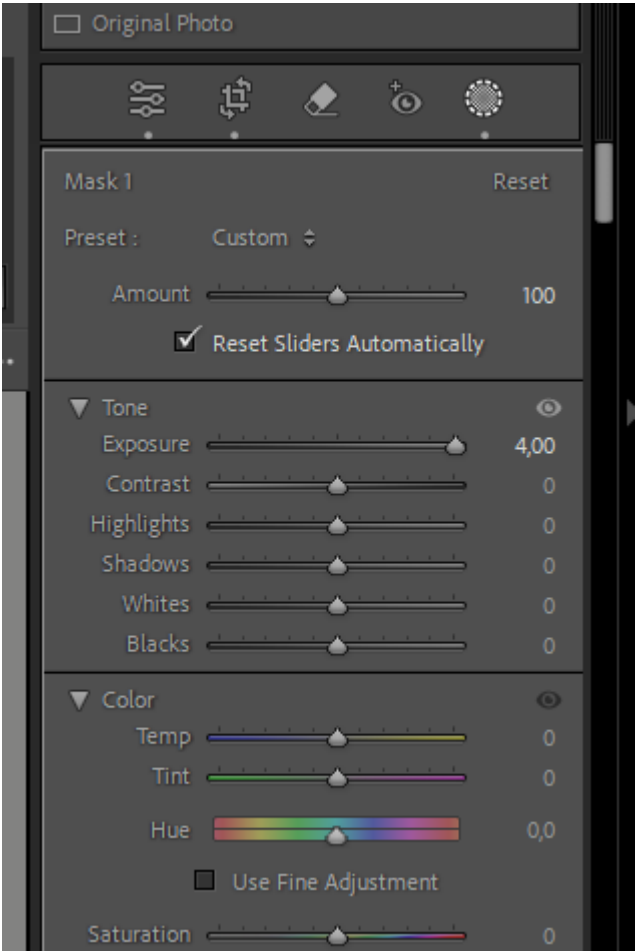 Original Photo
Mask 1 Reset
Preset : Custom
Amount 100
Reset Sliders Automatically
Tone
Exposure 4,00
Contrast 0
Highlights 0
Shadows 0
Whites 0
Blacks 0
Color
Temp 0
Tint 0
Hue 0,0
Use Fine Adjustment
Saturation 0